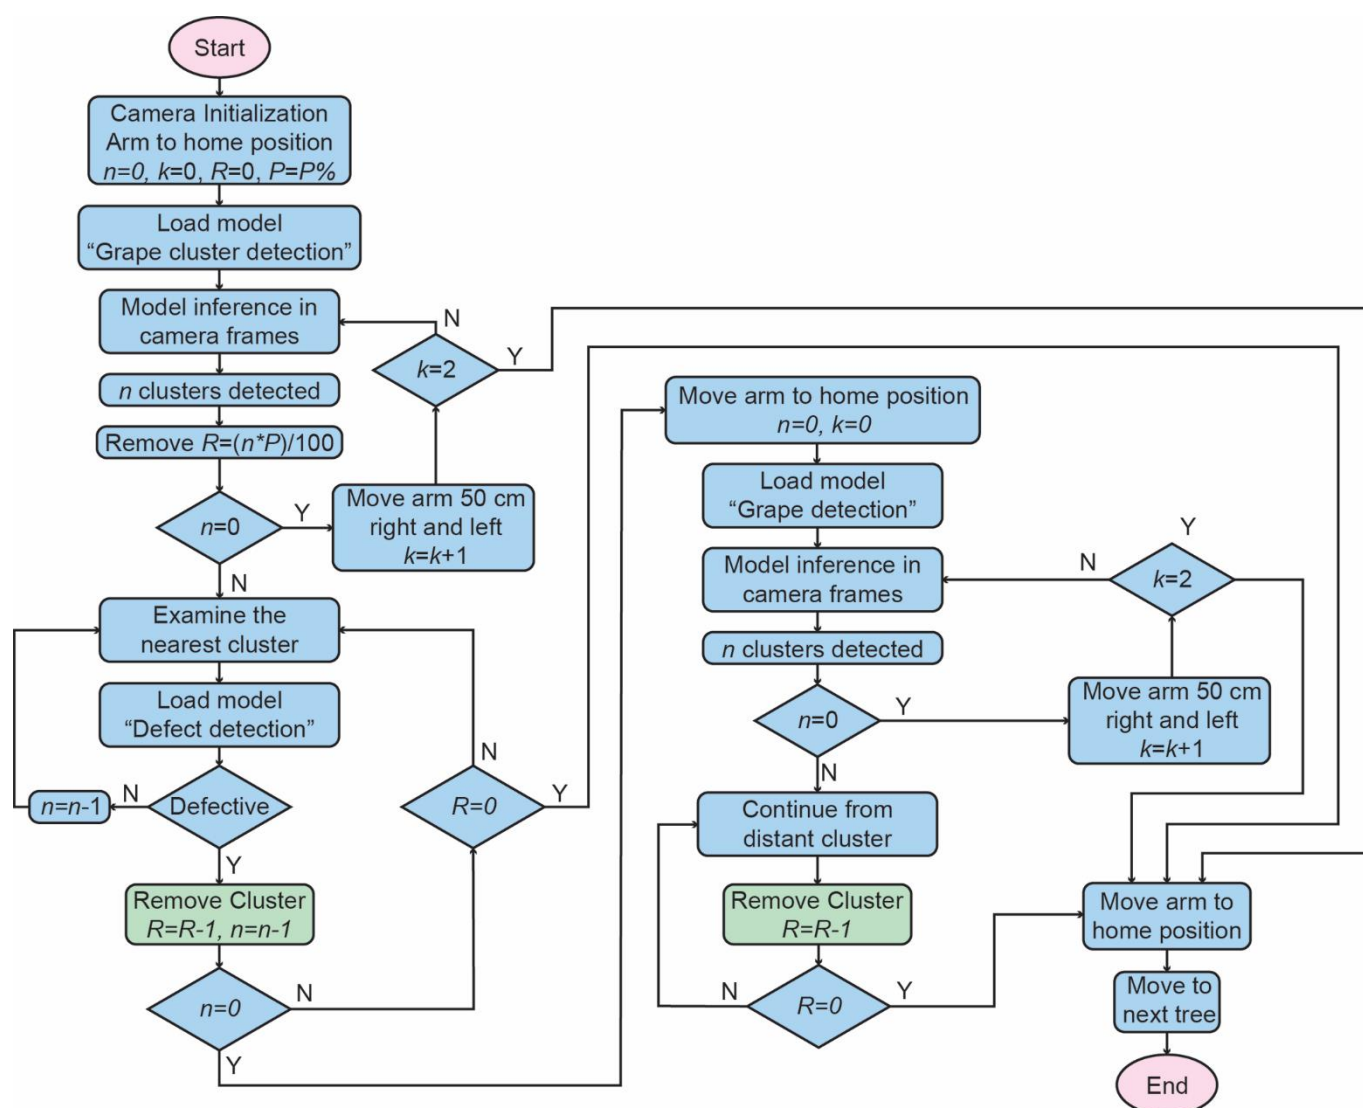 Start
Camera Initialization
Arm to home position
n=0, k=0, R=0, P=P%
Load model
“Grape cluster detection”
Model inference in
camera frames
n clusters detected
Remove R=(n*P)/100
n=0
Y
N
Move arm 50 cm
right and left
k=k+1
k=2
N
Y
Examine the
nearest cluster
Load model
“Defect detection”
Defective
N
n=n-1
Y
Remove Cluster
R=R-1, n=n-1
n=0
N
Y
R=0
N
Y
Move arm to home position
n=0, k=0
Load model
“Grape detection”
Model inference in
camera frames
n clusters detected
n=0
Y
N
Move arm 50 cm
right and left
k=k+1
k=2
N
Y
Continue from
distant cluster
Remove Cluster
R=R-1
R=0
N
Y
Move arm to
home position
Move to
next tree
End